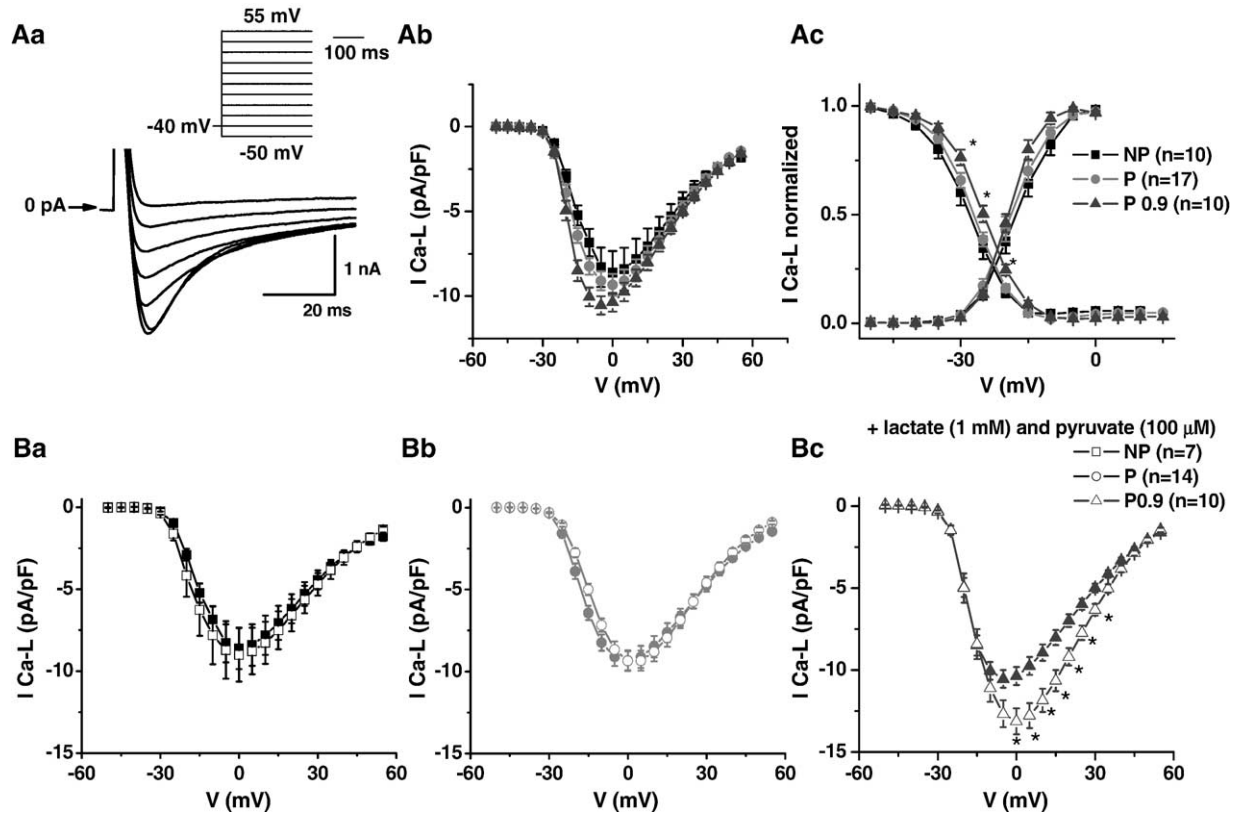 Aa
55 mV
100 ms
-40 mV
-50 mV
0 pA
1 nA
20 ms
Ab
0
-5
-10
-60 -30 0 30 60
I Ca-L (pA/pF)
V (mV)
Ac
1.0
0.5
0.0
-30 0
I Ca-L normalized
V (mV)
* * *
NP (n=10)
P (n=17)
P 0.9 (n=10)
Ba
0
-5
-10
-15
-60 -30 0 30 60
I Ca-L (pA/pF)
V (mV)
Bb
0
-5
-10
-15
-60 -30 0 30 60
I Ca-L (pA/pF)
V (mV)
+ lactate (1 mM) and pyruvate (100 μM)
Bc
NP (n=7)
P (n=14)
P0.9 (n=10)
0
-5
-10
-15
-60 -30 0 30 60
I Ca-L (pA/pF)
V (mV)
* * * * * * * *